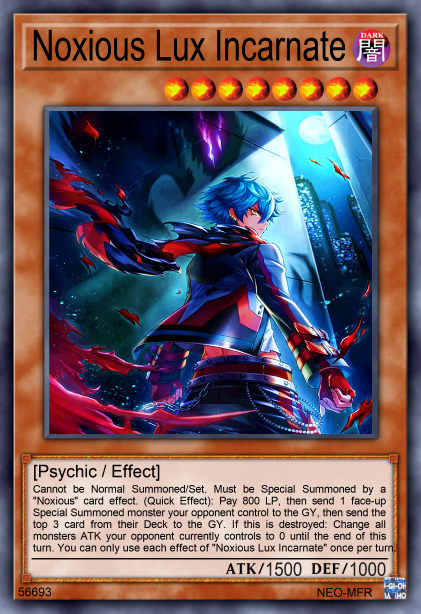 Noxious Lux Incarnate
DARK
闇
[Psychic / Effect]
Cannot be Normal Summoned/Set. Must be Special Summoned by a
"Noxious" card effect. (Quick Effect): Pay 800 LP, then send 1 face-up
Special Summoned monster your opponent control to the GY, then send the
top 3 card from their Deck to the GY. If this is destroyed: Change all
monsters ATK your opponent currently controls to 0 until the end of this
turn. You can only use each effect of "Noxious Lux Incarnate" once per turn.
ATK/1500 DEF/1000
56693 NEO-MFR